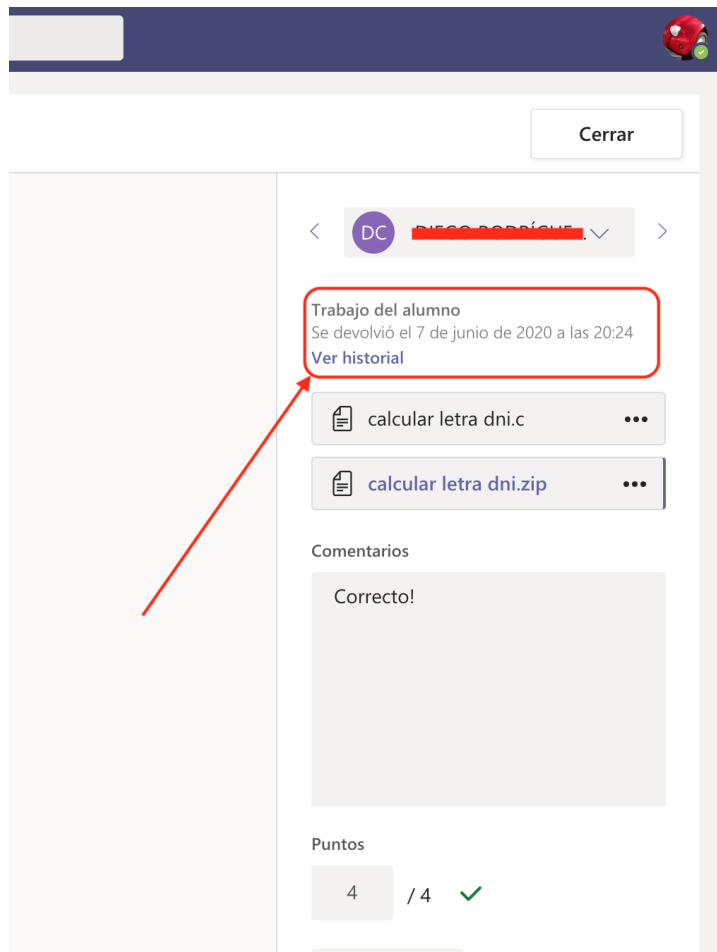 Cerrar
DC
Trabajo del alumno
Se devolvió el 7 de junio de 2020 a las 20:24
Ver historial
calcular letra dni.c
calcular letra dni.zip
Comentarios
Correcto!
Puntos
4 / 4